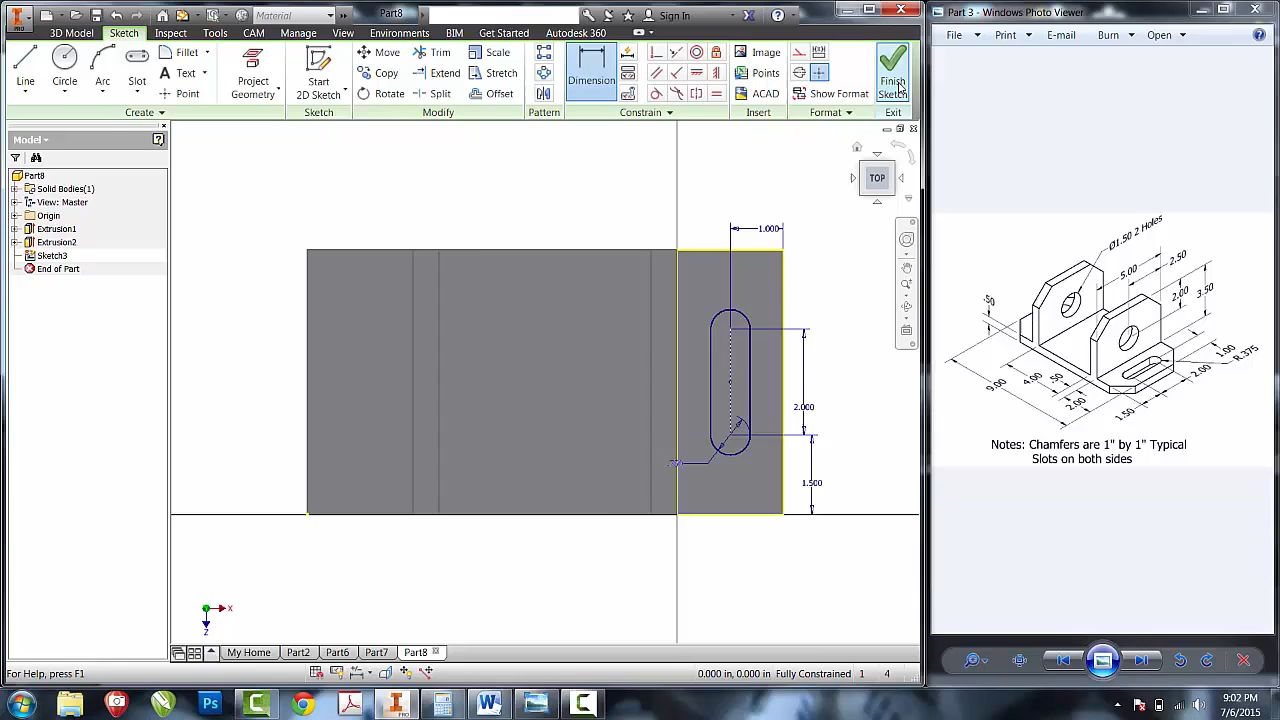 Material
Part8
Sign In
PRO
3D Model
Sketch
Inspect
Tools
CAM
Manage
View
Environments
BIM
Get Started
Autodesk 360
Line
Circle
Arc
Slot
Fillet
Text
Point
Project
Geometry
Start
2D Sketch
Move
Copy
Rotate
Trim
Extend
Split
Scale
Stretch
Offset
Dimension
Image
Points
ACAD
Show Format
Finish
Sketch
Create
Sketch
Modify
Pattern
Constrain
Insert
Format
Exit
Model
Part8
Solid Bodies(1)
View: Master
Origin
Extrusion1
Extrusion2
Sketch3
End of Part
TOP
1.000
2.000
1.500
X
Z
My Home
Part2
Part6
Part7
Part8
For Help, press F1
0.000 in, 0.000 in
Fully Constrained
1
4
Part 3 - Windows Photo Viewer
File
Print
E-mail
Burn
Open
Ø1.50 2 Holes
5.00
2.50
2.00
3.50
.50
9.00
4.00
.50
2.00
1.50
2.00
1.00
R.375
Notes: Chamfers are 1" by 1" Typical
Slots on both sides
Ps
PRO
9:02 PM
7/6/2015